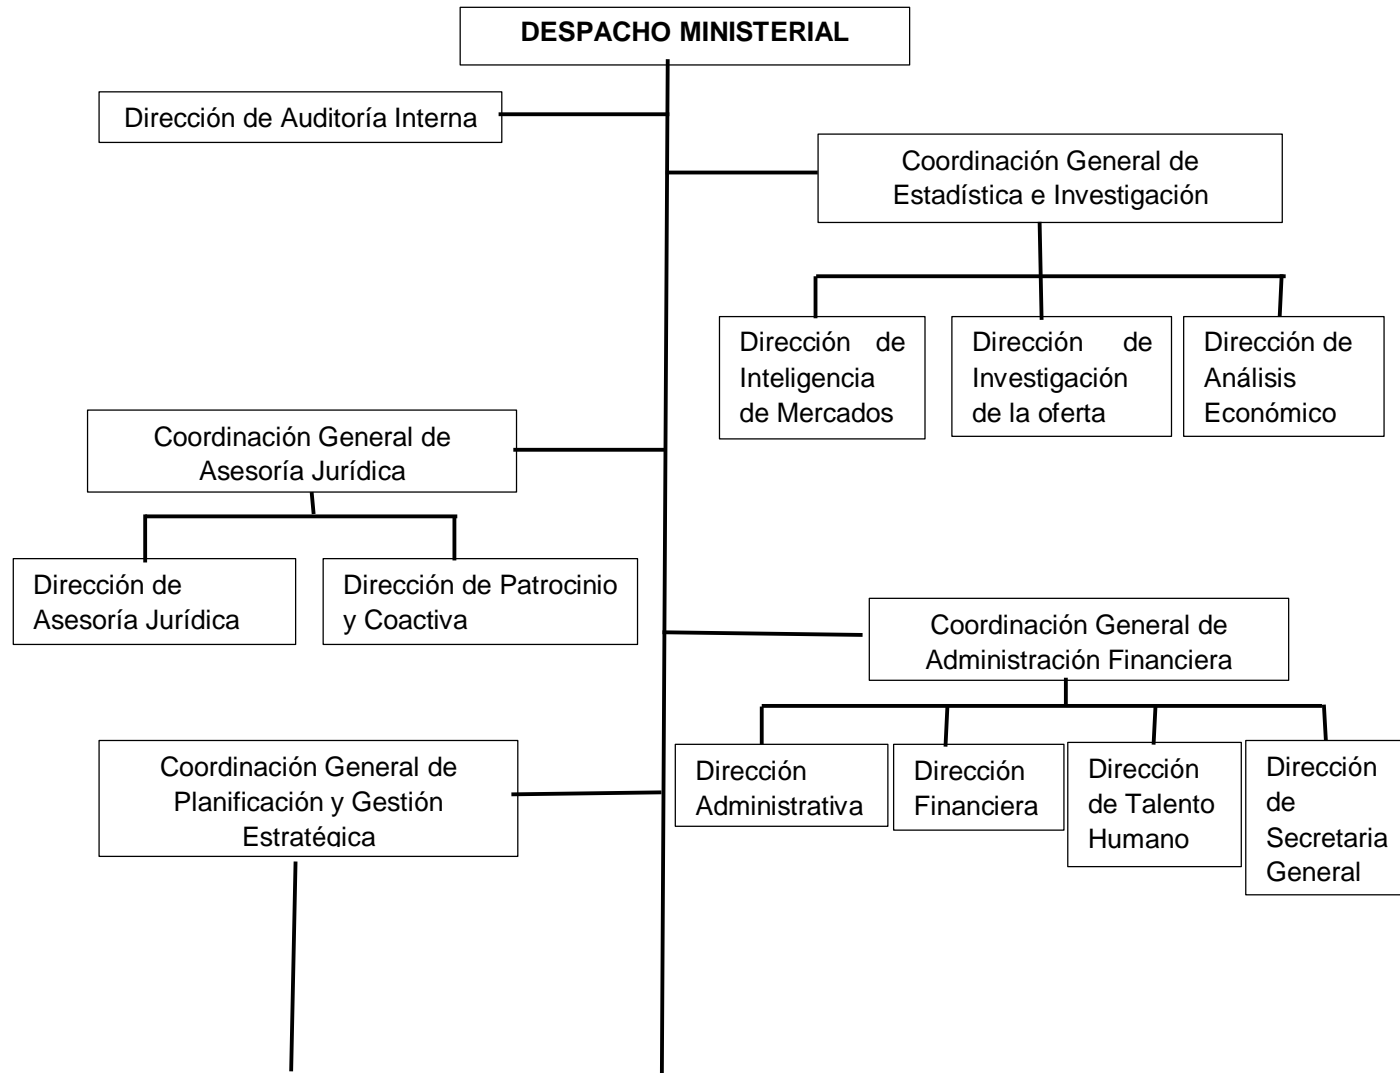 DESPACHO MINISTERIAL
Dirección de Auditoría Interna
Coordinación General de
Estadística e Investigación
Dirección de
Inteligencia
de Mercados
Dirección de
Investigación
de la oferta
Dirección de
Análisis
Económico
Coordinación General de
Asesoría Jurídica
Dirección de
Asesoría Jurídica
Dirección de Patrocinio
y Coactiva
Coordinación General de
Administración Financiera
Dirección
Administrativa
Dirección
Financiera
Dirección
de Talento
Humano
Dirección
de
Secretaria
General
Coordinación General de
Planificación y Gestión
Estratégica